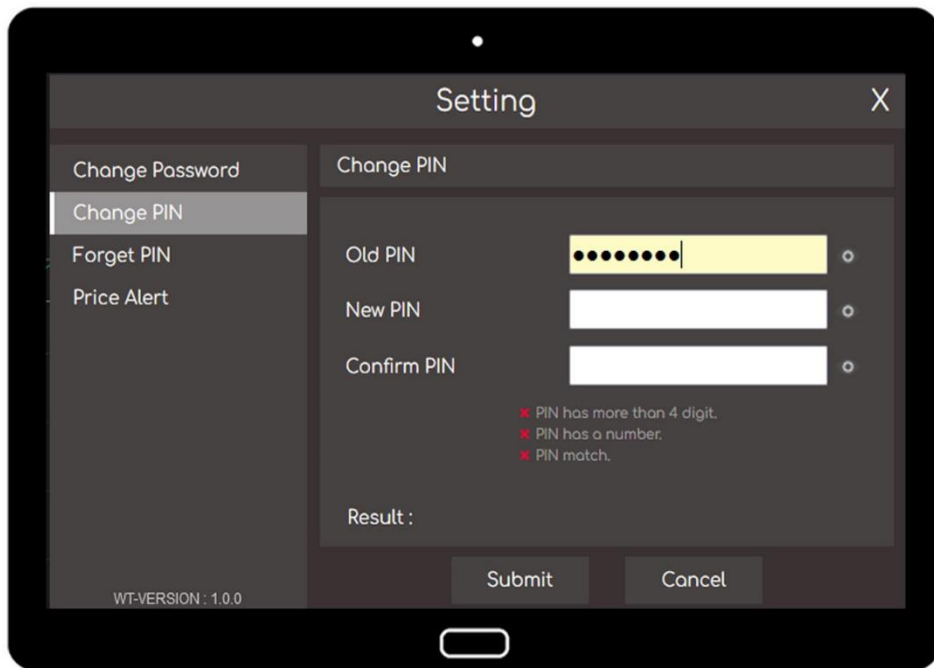 Setting X
Change Password
Change PIN
Forget PIN
Price Alert
WT-VERSION : 1.0.0
Change PIN
Old PIN ●●●●●●●●
New PIN
Confirm PIN
✖ PIN has more than 4 digit.
✖ PIN has a number.
✖ PIN match.
Result :
Submit Cancel